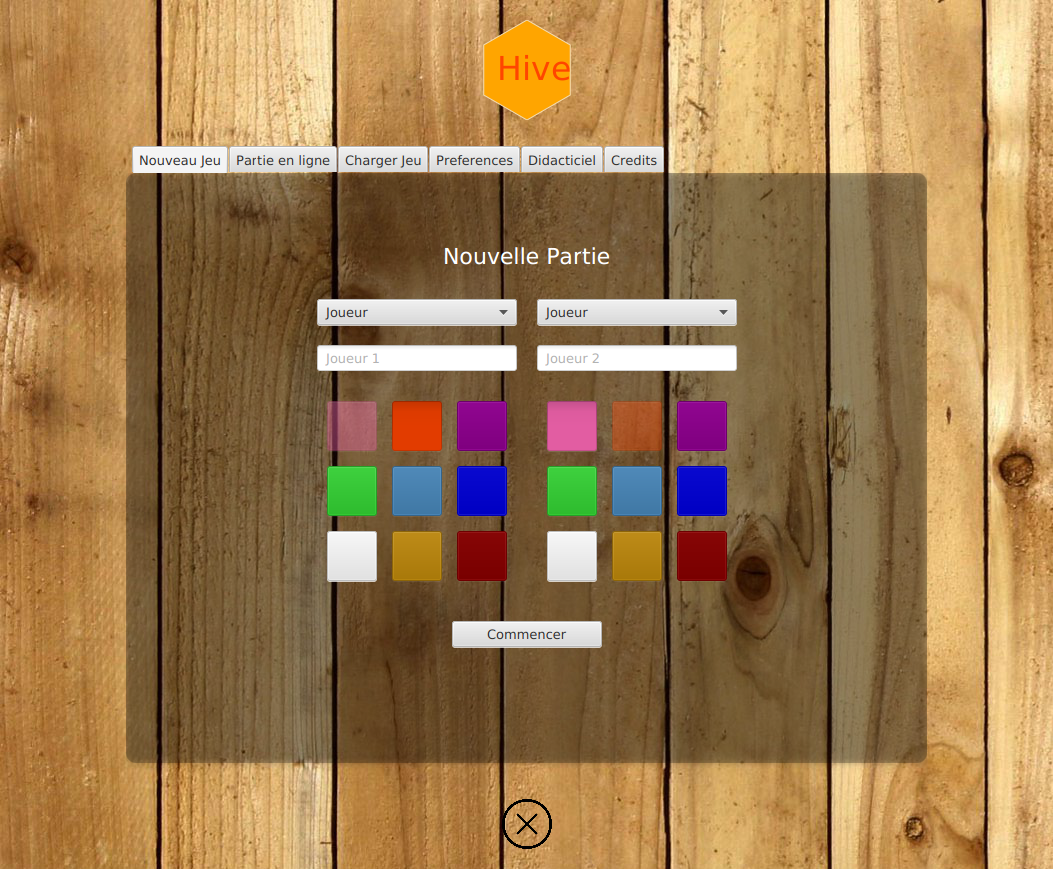 Hive
Nouveau Jeu Partie en ligne Charger Jeu Preferences Didacticiel Credits
Nouvelle Partie
Joueur Joueur
Joueur 1 Joueur 2
Commencer